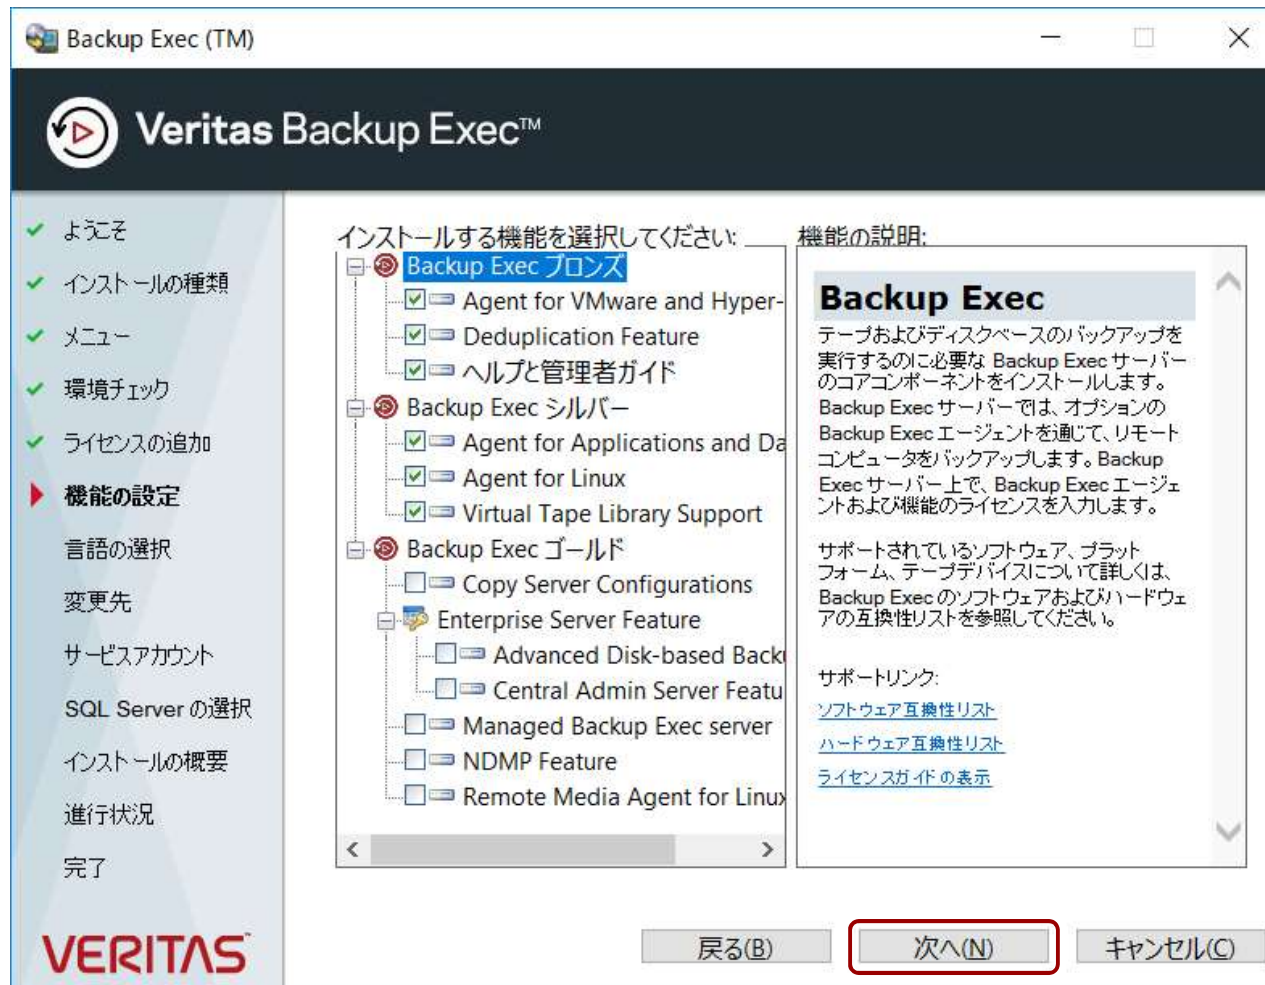 Backup Exec (TM)
Veritas Backup Exec™
ようこそ
インストールの種類
メニュー
環境チェック
ライセンスの追加
機能の設定
言語の選択
変更先
サービスアカウント
SQL Server の選択
インストールの概要
進行状況
完了
VERITAS™
インストールする機能を選択してください:
Backup Exec ブロンズ
Agent for VMware and Hyper-
Deduplication Feature
ヘルプと管理者ガイド
Backup Exec シルバー
Agent for Applications and Da
Agent for Linux
Virtual Tape Library Support
Backup Exec ゴールド
Copy Server Configurations
Enterprise Server Feature
Advanced Disk-based Backu
Central Admin Server Featu
Managed Backup Exec server
NDMP Feature
Remote Media Agent for Linux
機能の説明:
Backup Exec
テープおよびディスクベースのバックアップを
実行するのに必要な Backup Exec サーバー
のコアコンポーネントをインストールします。
Backup Exec サーバーでは、オプションの
Backup Exec エージェントを通じて、リモート
コンピュータをバックアップします。Backup
Exec サーバー上で、Backup Exec エージェ
ントおよび機能のライセンスを入力します。
サポートされているソフトウェア、プラット
フォーム、テープデバイスについて詳しくは、
Backup Exec のソフトウェアおよびハードウェ
アの互換性リストを参照してください。
サポートリンク:
ソフトウェア互換性リスト
ハードウェア互換性リスト
ライセンスガイドの表示
戻る(B)
次へ(N)
キャンセル(C)